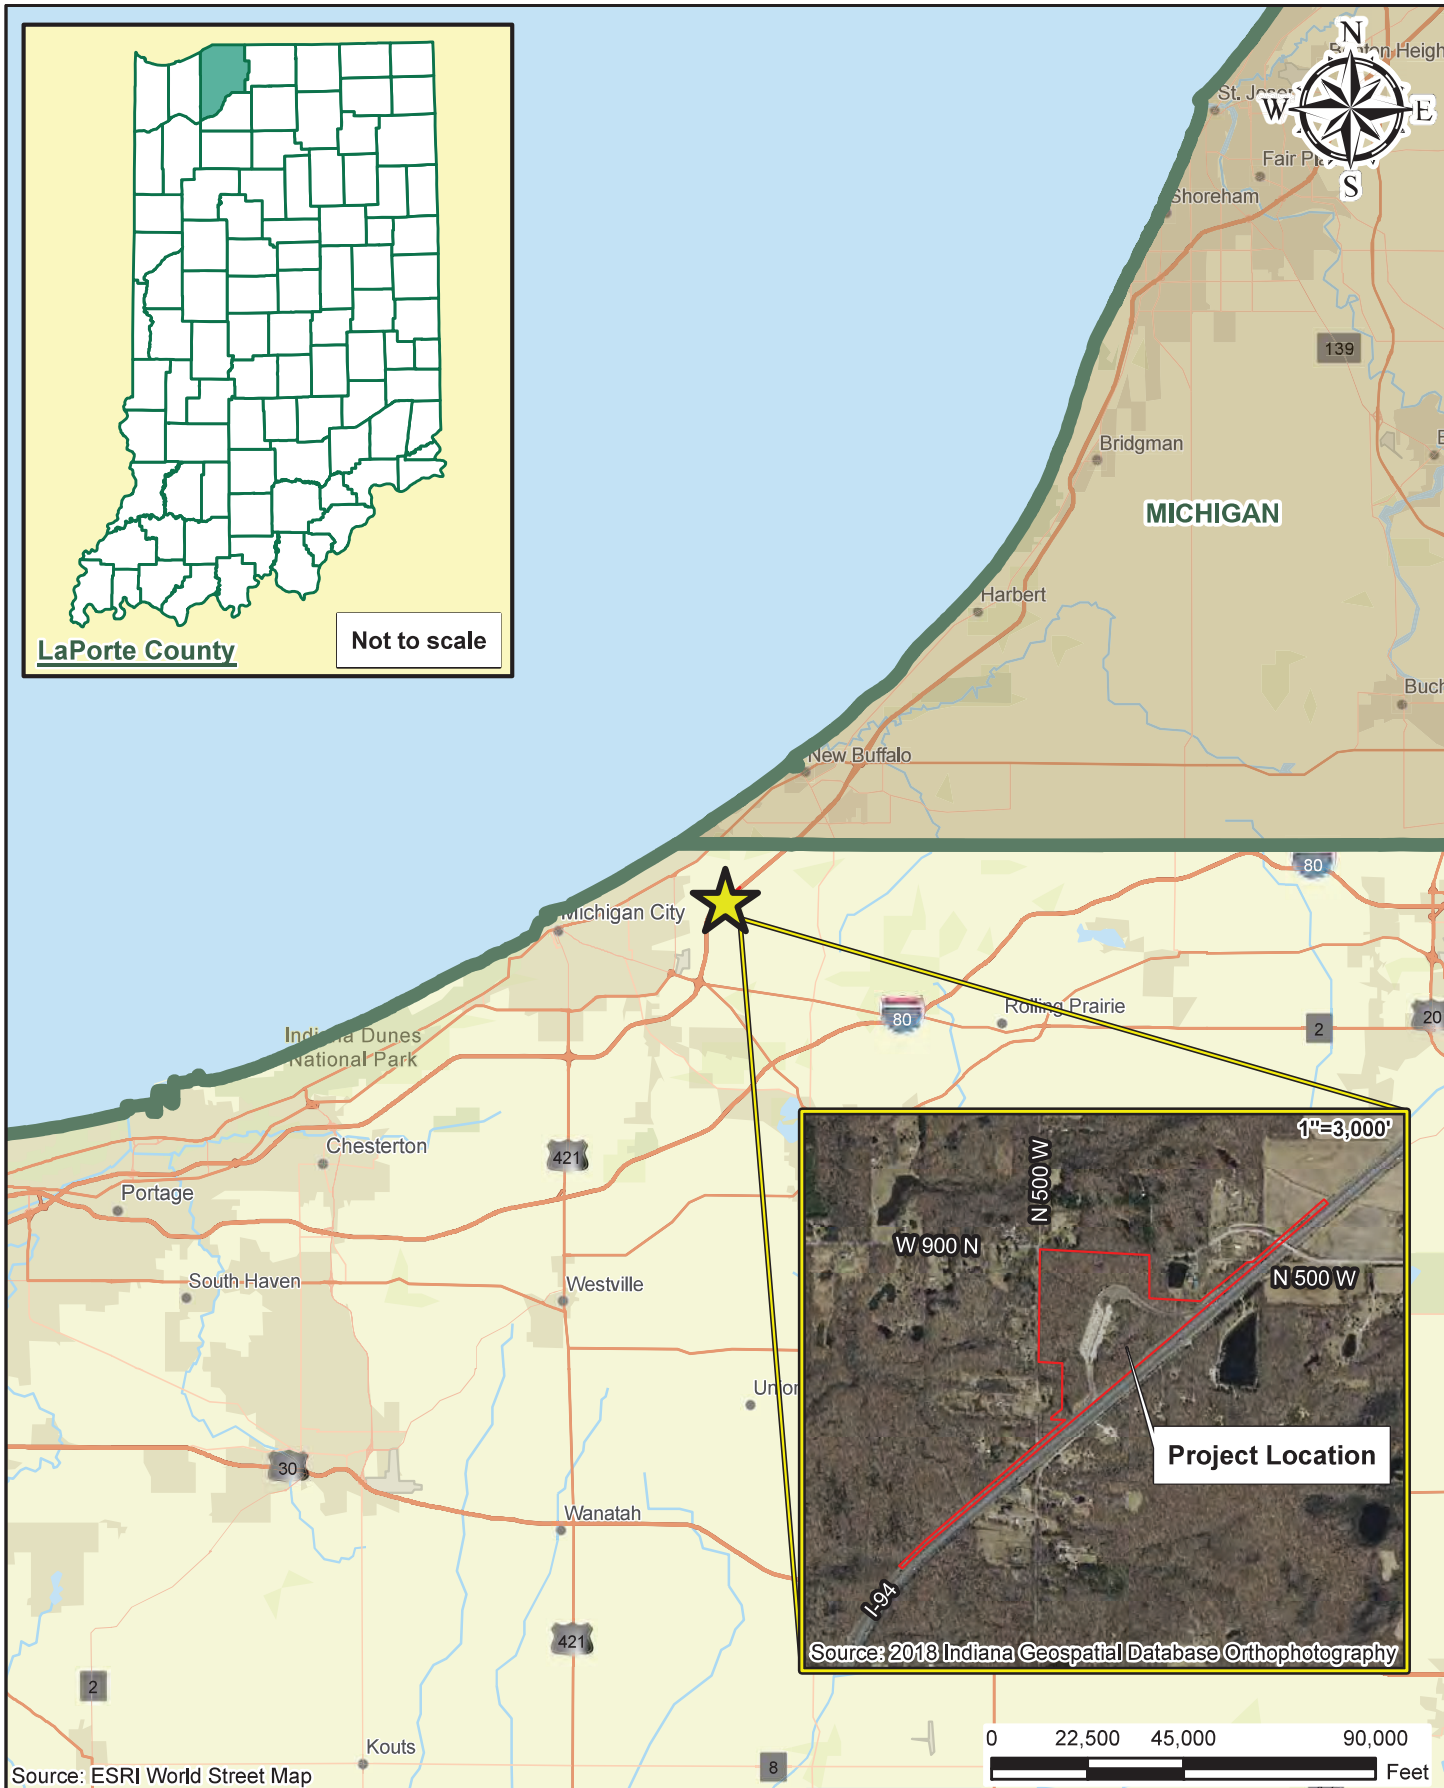 N
W
E
S
St.
Fair
Shoreham
139
Bridgman
MICHIGAN
Harbert
New Buffalo
LaPorte County
Not to scale
80
Michigan City
Rolling Prairie
80
2
20
Indiana Dunes
National Park
Chesterton
421
Portage
South Haven
Westville
30
Wanatah
421
2
Kouts
8
1"=3,000'
N 500 W
W 900 N
N 500 W
Project Location
I-94
Source: 2018 Indiana Geospatial Database Orthophotography
0 22,500 45,000 90,000
Feet
Source: ESRI World Street Map